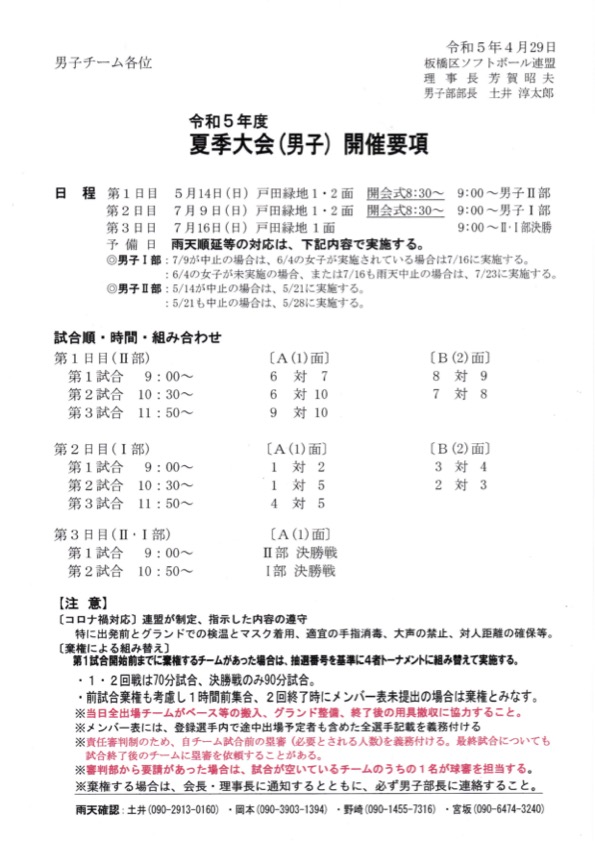 令和５年４月29日
男子チーム各位
板橋区ソフトボール連盟
理 事 長 芳 賀 昭 夫
男子部部長 土井 淳太郎
令和５年度
夏季大会（男子）開催要項
日 程 第１日目 ５月14日（日）戸田緑地１・２面 開会式8:30～ 9:00～男子Ⅱ部
第２日目 ７月９日（日）戸田緑地１・２面 開会式8:30～ 9:00～男子Ⅰ部
第３日目 ７月16日（日）戸田緑地１面 9:00～Ⅱ・Ⅰ部決勝
予 備 日 雨天順延等の対応は、下記内容で実施する。
◎男子Ⅰ部：7/9が中止の場合は、6/4の女子が実施されている場合は7/16に実施する。
：6/4の女子が未実施の場合、または7/16も雨天中止の場合は、7/23に実施する。
◎男子Ⅱ部：5/14が中止の場合は、5/21に実施する。
：5/21も中止の場合は、5/28に実施する。
試合順・時間・組み合わせ
第１日目（Ⅱ部） 〔Ａ（１）面〕 〔Ｂ（２）面〕
第１試合 9：00～ 6 対 7 8 対 9
第２試合 10：30～ 6 対 10 7 対 8
第３試合 11：50～ 9 対 10
第２日目（Ⅰ部） 〔Ａ（１）面〕 〔Ｂ（２）面〕
第１試合 9：00～ 1 対 2 3 対 4
第２試合 10：30～ 1 対 5 2 対 3
第３試合 11：50～ 4 対 5
第３日目（Ⅱ・Ⅰ部） 〔Ａ（１）面〕
第１試合 9：00～ Ⅱ部 決勝戦
第２試合 10：50～ Ⅰ部 決勝戦
【注 意】
〔コロナ禍対応〕連盟が制定、指示した内容の遵守
特に出発前とグランドでの検温とマスク着用、適宜の手指消毒、大声の禁止、対人距離の確保等。
〔棄権による組み替え〕
第１試合開始前までに棄権するチームがあった場合は、抽選番号を基準に４者トーナメントに組み替えて実施する。
・１・２回戦は70分試合、決勝戦のみ90分試合。
・前試合棄権も考慮し１時間前集合、２回終了時にメンバー表未提出の場合は棄権とみなす。
※当日全出場チームがベース等の搬入、グランド整備、終了後の用具撤収に協力すること。
※メンバー表には、登録選手内で途中出場予定者も含めた全選手記載を義務付ける
※責任審判制のため、自チーム試合前の塁審（必要とされる人数）を義務付ける。最終試合についても
試合終了後のチームに塁審を依頼することがある。
※審判部から要請があった場合は、試合が空いているチームのうちの１名が球審を担当する。
※棄権する場合は、会長・理事長に通知するとともに、必ず男子部長に連絡すること。
雨天確認：土井（090-2913-0160）・岡本（090-3903-1394）・野崎（090-1455-7316）・宮坂（090-6474-3240）